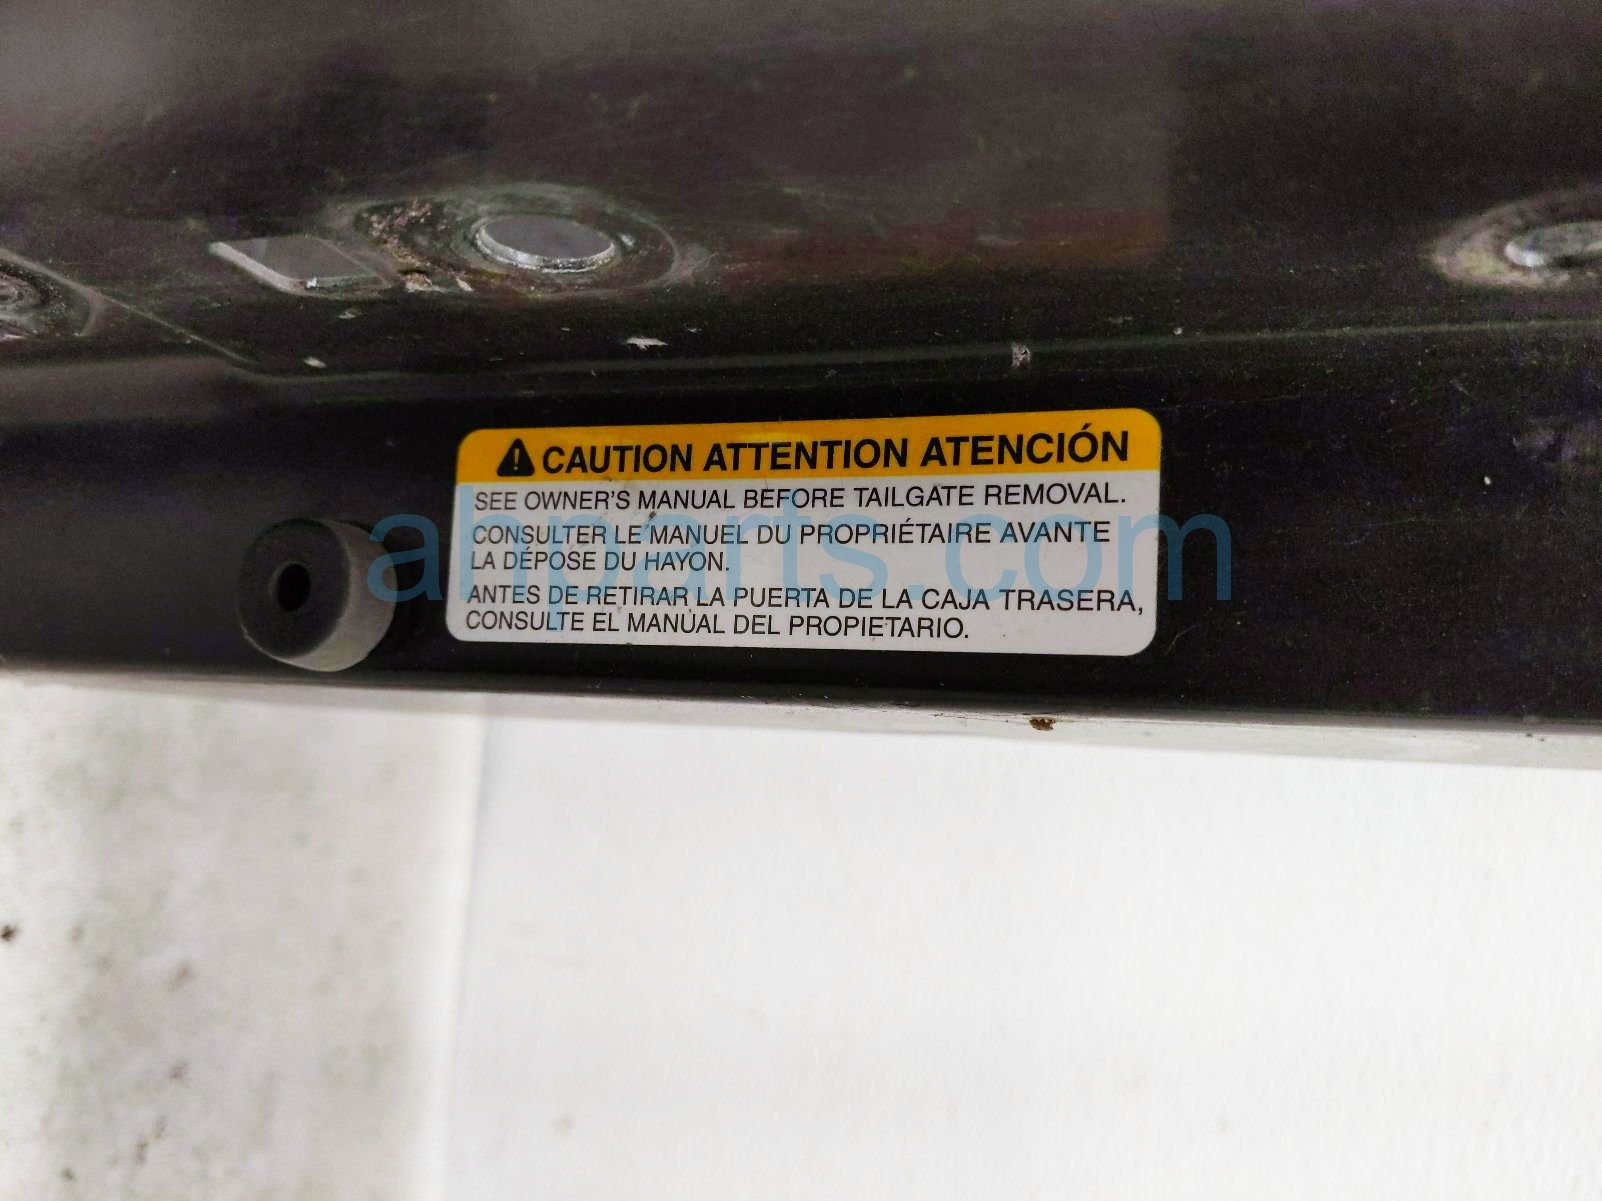 CAUTION ATTENTION ATENCIÓN
SEE OWNER'S MANUAL BEFORE TAILGATE REMOVAL.
CONSULTER LE MANUEL DU PROPRIÉTAIRE AVANTE
LA DÉPOSE DU HAYON.
ANTES DE RETIRAR LA PUERTA DE LA CAJA TRASERA,
CONSULTE EL MANUAL DEL PROPIETARIO.
ahparts.com